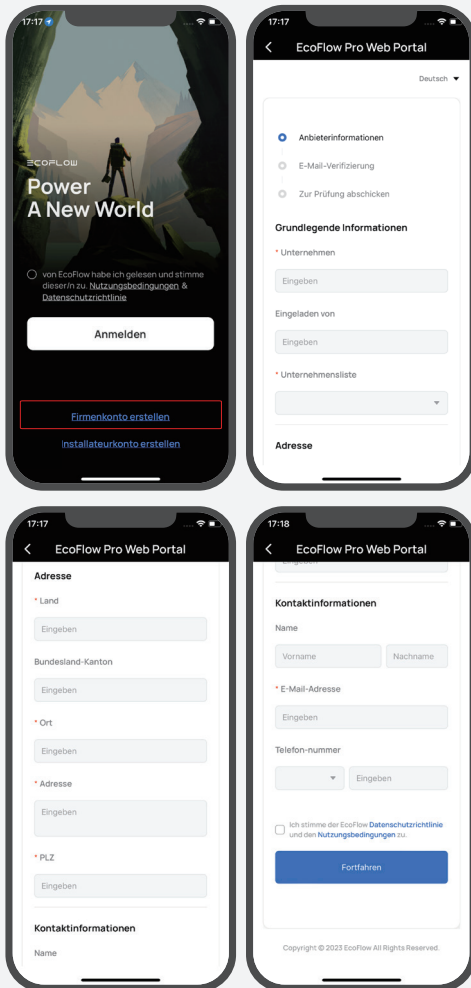 17:17
ECOFLOW
Power
A New World
von EcoFlow habe ich gelesen und stimme
dieser/n zu. Nutzungsbedingungen &
Datenschutzrichtlinie
Anmelden
Firmenkonto erstellen
Installateurkonto erstellen
17:17
EcoFlow Pro Web Portal
Deutsch
Anbieterinformationen
E-Mail-Verifizierung
Zur Prüfung abschicken
Grundlegende Informationen
* Unternehmen
Eingeben
Eingeladen von
Eingeben
* Unternehmensliste
Adresse
17:17
EcoFlow Pro Web Portal
Adresse
* Land
Eingeben
Bundesland-Kanton
Eingeben
* Ort
Eingeben
* Adresse
Eingeben
* PLZ
Eingeben
Kontaktinformationen
Name
17:18
EcoFlow Pro Web Portal
Eingeben
Kontaktinformationen
Name
Vorname Nachname
* E-Mail-Adresse
Eingeben
Telefon-nummer
Eingeben
Ich stimme der EcoFlow Datenschutzrichtlinie
und den Nutzungsbedingungen zu.
Fortfahren
Copyright © 2023 EcoFlow All Rights Reserved.